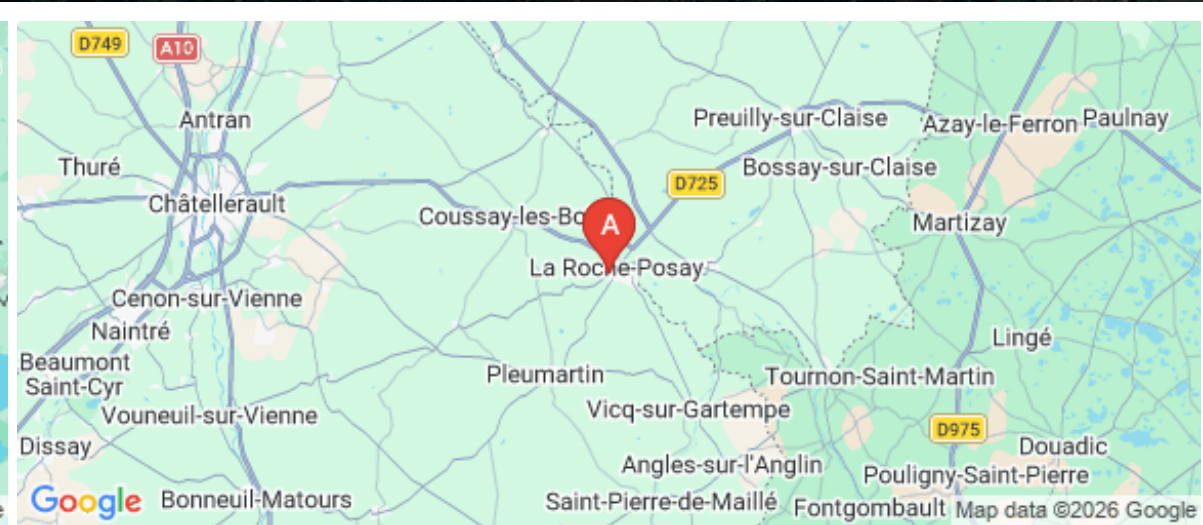 D749
A10
Antran
Preuilly-sur-Claise
Azay-le-Ferron
Paulnay
Thuré
Bossay-sur-Claise
D725
Châtellerault
Coussay-les-Bo
A
Martizay
La Roche-Posay
Cenon-sur-Vienne
Naintré
Lingé
Beaumont
Saint-Cyr
Pleumartin
Tournon-Saint-Martin
Vouneuil-sur-Vienne
Vicq-sur-Gartempe
D975
Dissay
Douadic
Angles-sur-l'Anglin
Pouligny-Saint-Pierre
Google
Bonneuil-Matours
Saint-Pierre-de-Maillé
Fontgombault
Map data ©2026 Google